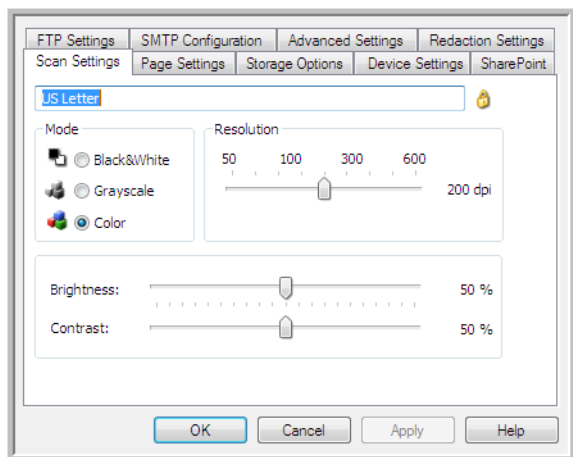 FTP Settings SMTP Configuration Advanced Settings Redaction Settings
Scan Settings Page Settings Storage Options Device Settings SharePoint
US Letter
Mode Resolution
Black&White 50 100 300 600
Grayscale 200 dpi
Color
Brightness: 50 %
Contrast: 50 %
OK Cancel Apply Help